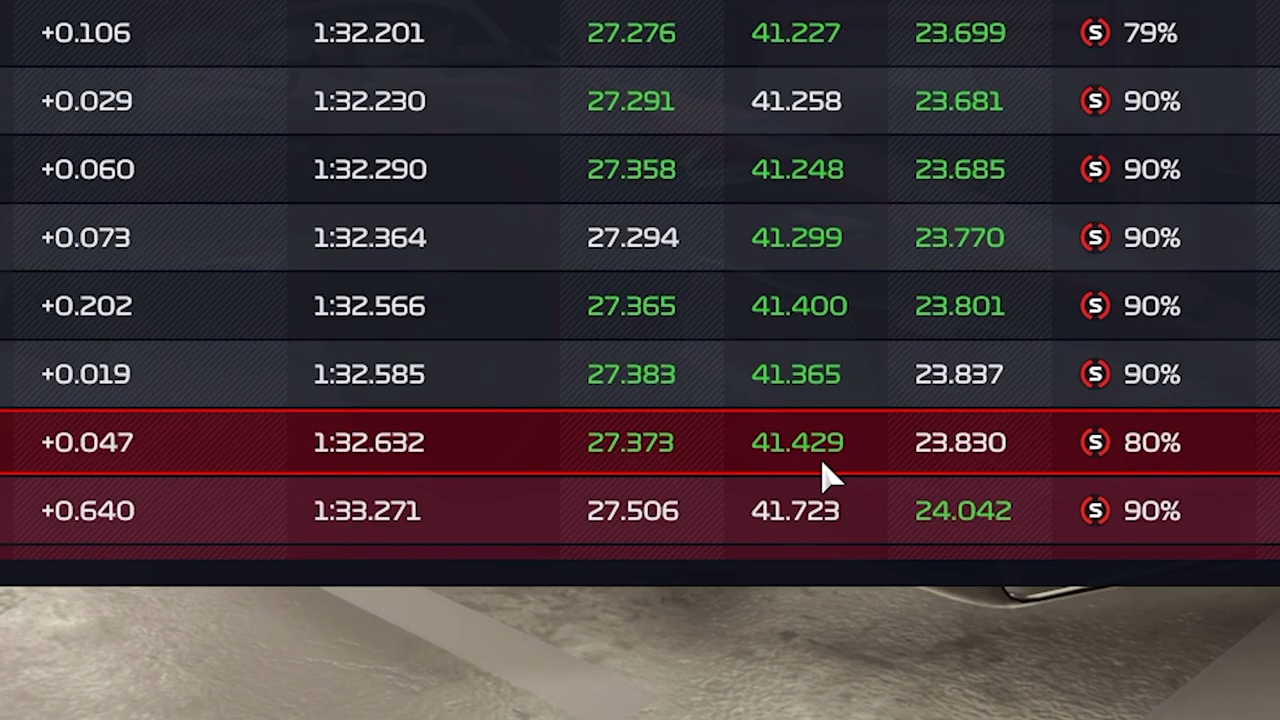 +0.106 1:32.201 27.276 41.227 23.699 S 79%
+0.029 1:32.230 27.291 41.258 23.681 S 90%
+0.060 1:32.290 27.358 41.248 23.685 S 90%
+0.073 1:32.364 27.294 41.299 23.770 S 90%
+0.202 1:32.566 27.365 41.400 23.801 S 90%
+0.019 1:32.585 27.383 41.365 23.837 S 90%
+0.047 1:32.632 27.373 41.429 23.830 S 80%
+0.640 1:33.271 27.506 41.723 24.042 S 90%